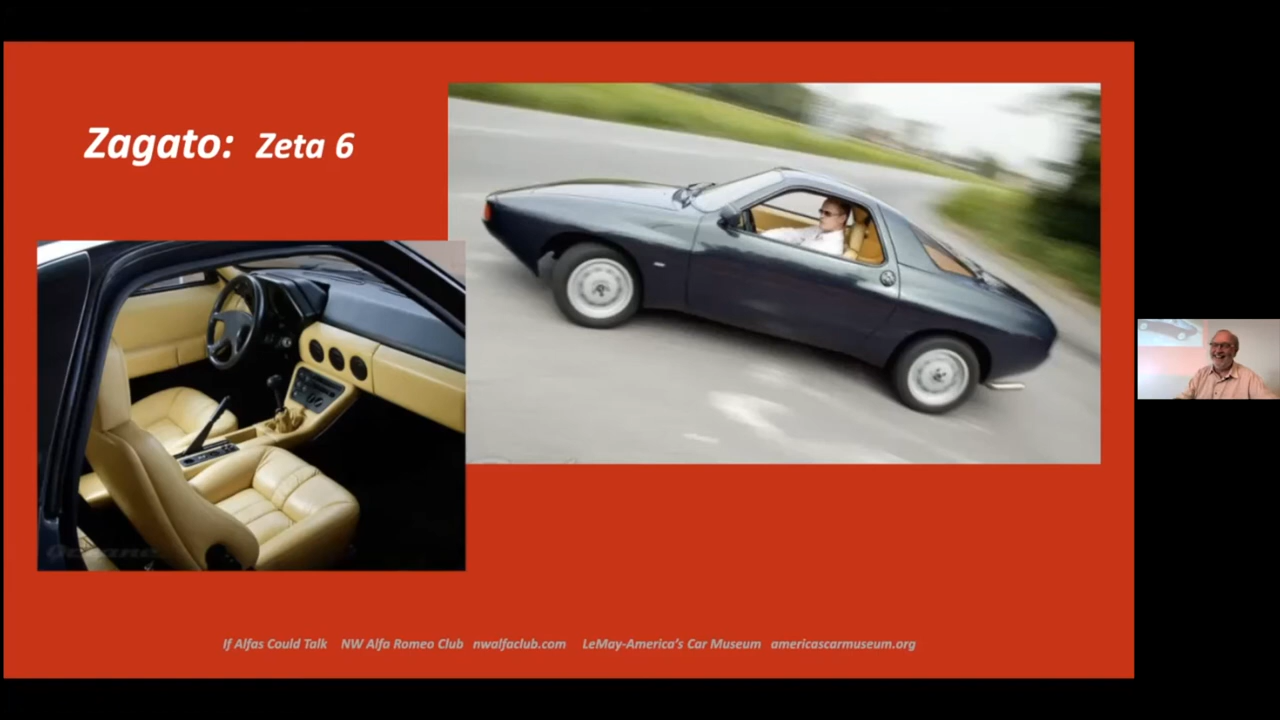 Zagato: Zeta 6
Octane
If Alfas Could Talk NW Alfa Romeo Club nwalfaclub.com LeMay-America's Car Museum americascarmuseum.org